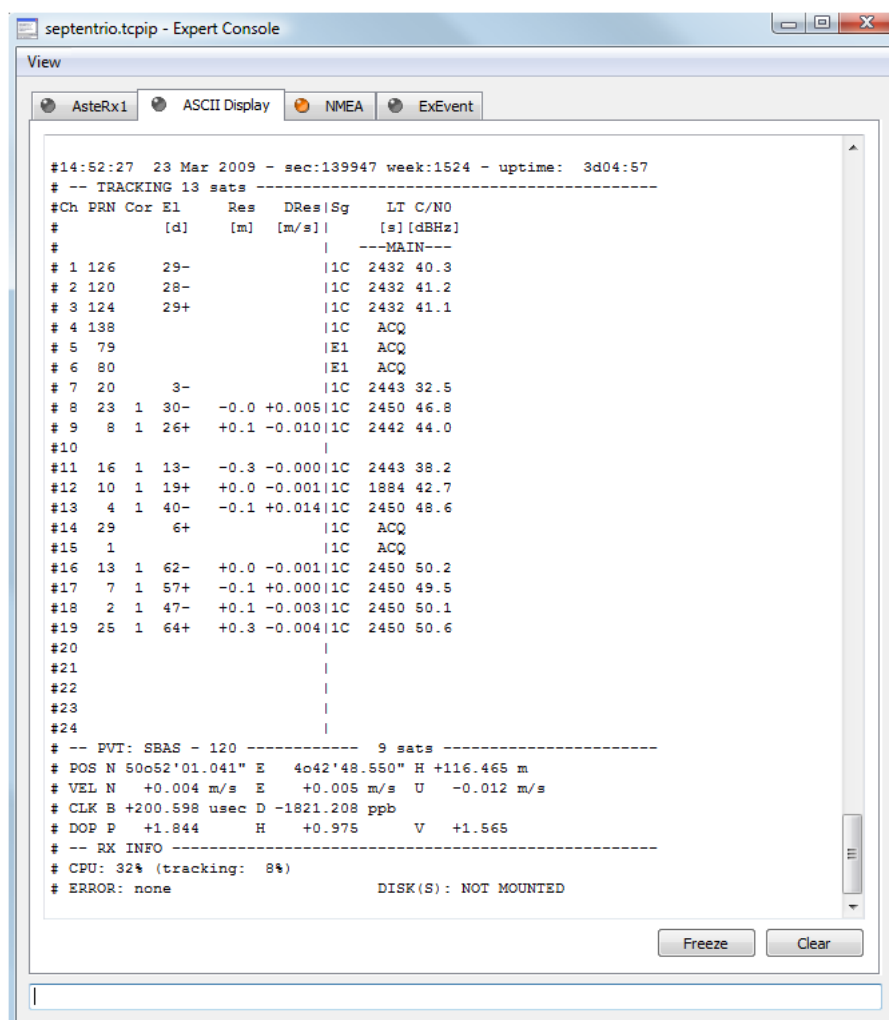 septentrio.tcpip - Expert Console
View
AsteRx1 ASCII Display NMEA ExEvent
#14:52:27  23 Mar 2009 - sec:139947 week:1524 - uptime:  3d04:57
# -- TRACKING 13 sats -------------------------------------------
#Ch PRN Cor El     Res   DRes|Sg    LT C/N0
#           [d]    [m]  [m/s]|     [s][dBHz]
#                            |  ---MAIN---
# 1 126     29-              |1C  2432 40.3
# 2 120     28-              |1C  2432 41.2
# 3 124     29+              |1C  2432 41.1
# 4 138                      |1C   ACQ
# 5  79                      |E1   ACQ
# 6  80                      |E1   ACQ
# 7  20      3-              |1C  2443 32.5
# 8  23  1  30-   -0.0 +0.005|1C  2450 46.8
# 9   8  1  26+   +0.1 -0.010|1C  2442 44.0
#10                          |
#11  16  1  13-   -0.3 -0.000|1C  2443 38.2
#12  10  1  19+   +0.0 -0.001|1C  1884 42.7
#13   4  1  40-   -0.1 +0.014|1C  2450 48.6
#14  29      6+              |1C   ACQ
#15   1                      |1C   ACQ
#16  13  1  62-   +0.0 -0.001|1C  2450 50.2
#17   7  1  57+   -0.1 +0.000|1C  2450 49.5
#18   2  1  47-   +0.1 -0.003|1C  2450 50.1
#19  25  1  64+   +0.3 -0.004|1C  2450 50.6
#20                          |
#21                          |
#22                          |
#23                          |
#24                          |
# -- PVT: SBAS - 120 ------------  9 sats -----------------------
# POS N 50o52'01.041" E   4o42'48.550" H +116.465 m
# VEL N   +0.004 m/s  E    +0.005 m/s  U   -0.012 m/s
# CLK B +200.598 usec D -1821.208 ppb
# DOP P   +1.844      H    +0.975      V   +1.565
# -- RX INFO ----------------------------------------------------
# CPU: 32% (tracking:  8%)
# ERROR: none                      DISK(S): NOT MOUNTED
Freeze Clear